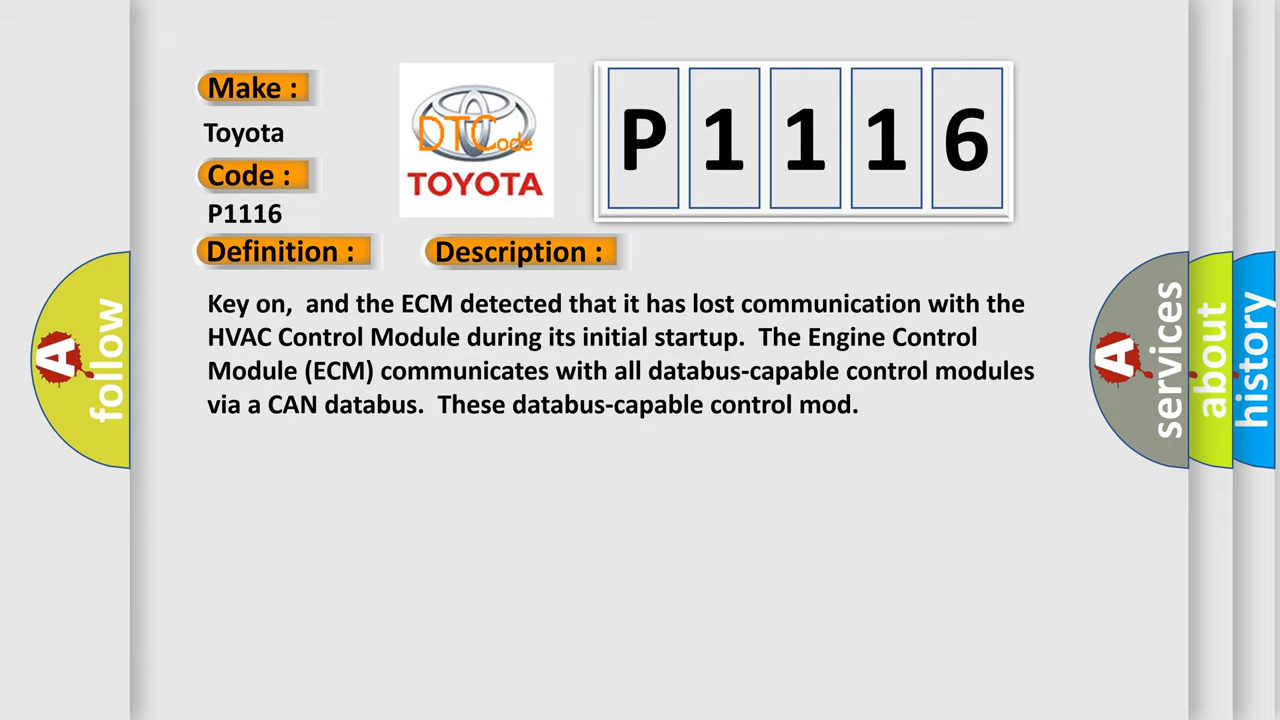 Make :
Toyota
Code :
P1116
DTCode
TOYOTA
P 1 1 1 6
Definition :
Description :
Key on,  and the ECM detected that it has lost communication with the
HVAC Control Module during its initial startup  The Engine Control
Module (ECM) communicates with all databus-capable control modules
via a CAN databus  These databus-capable control mod.
A
follow
A
services
about
history